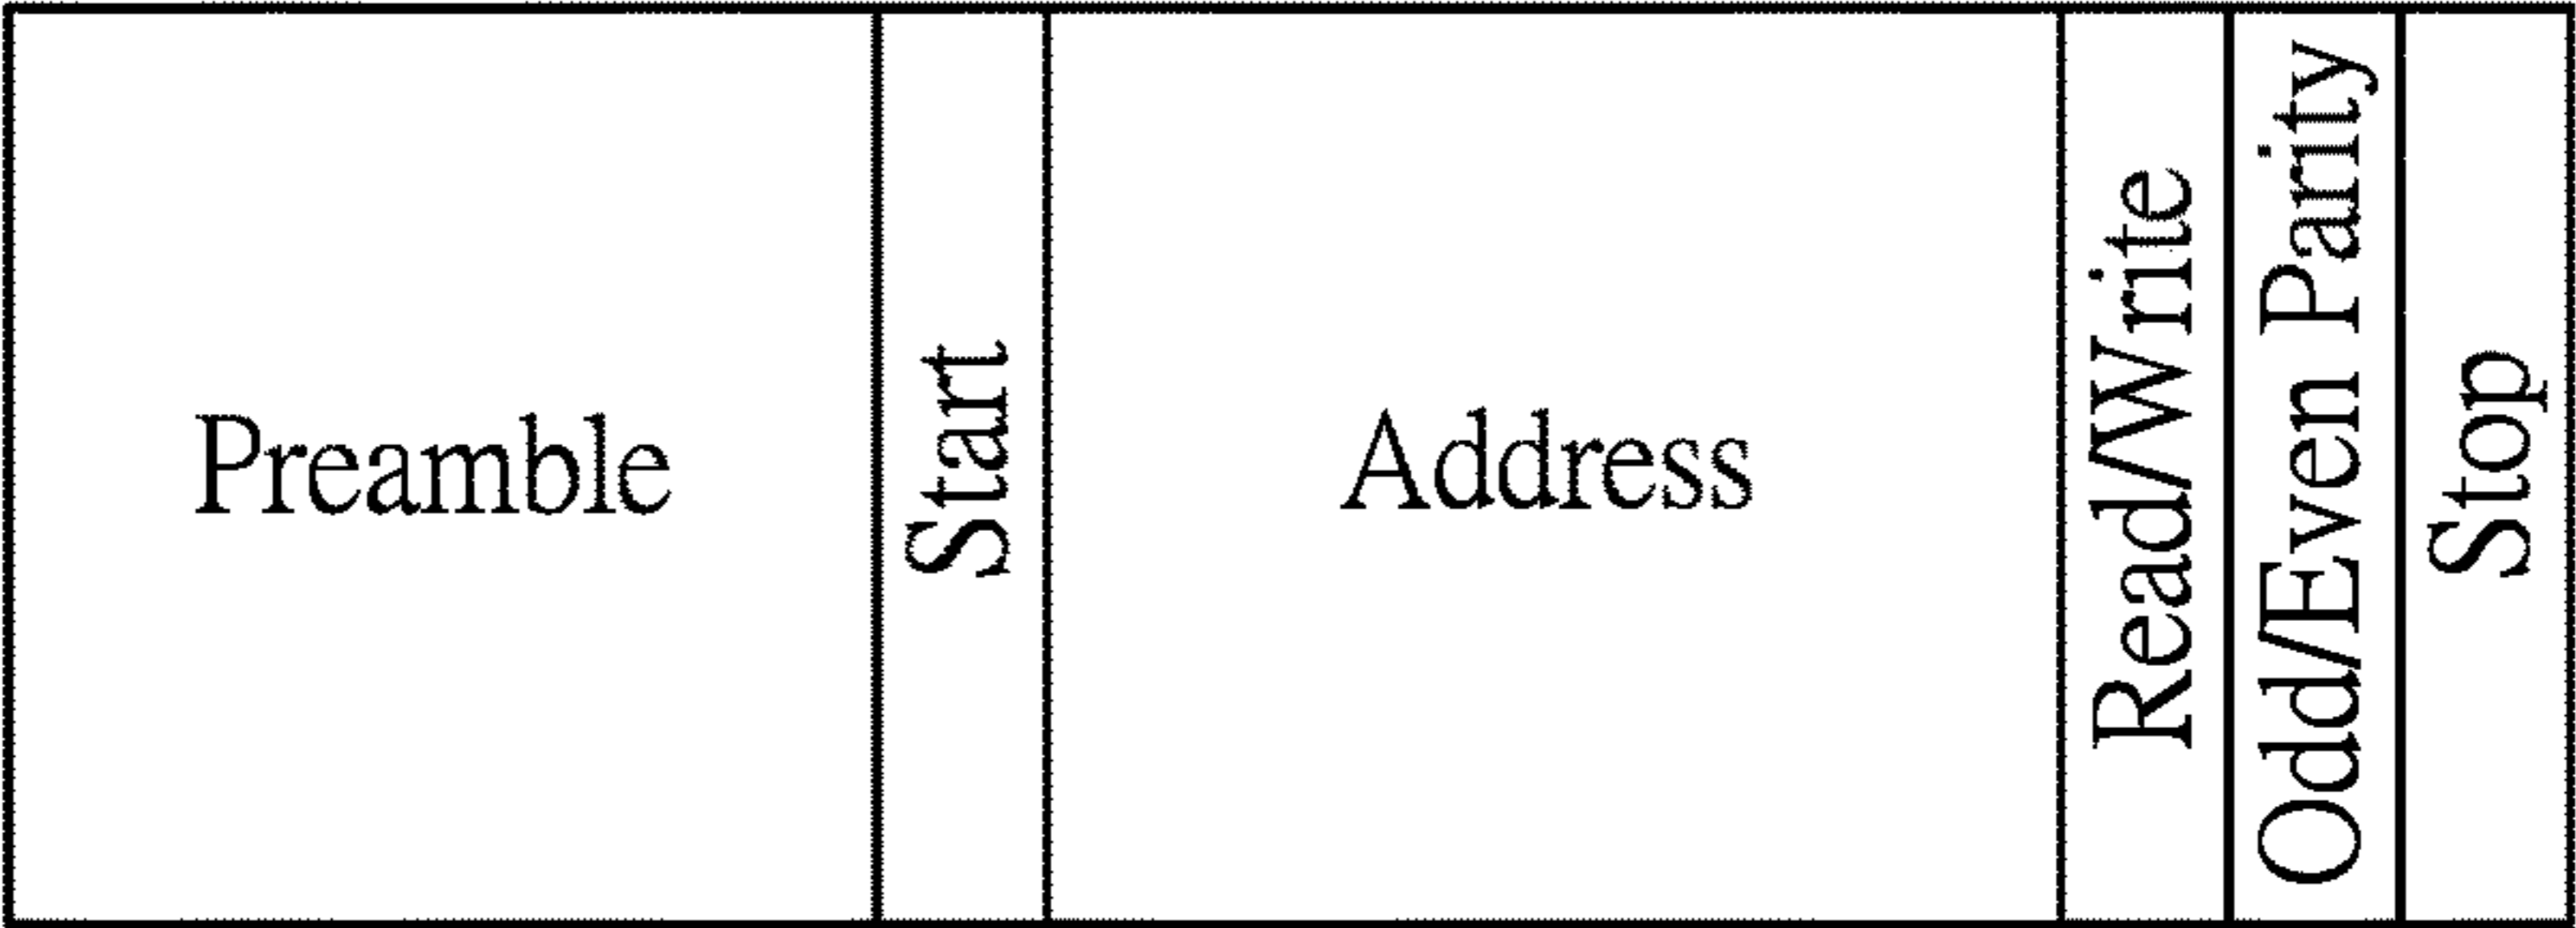 Preamble
Start
Address
Read/Write
Odd/Even Parity
Stop